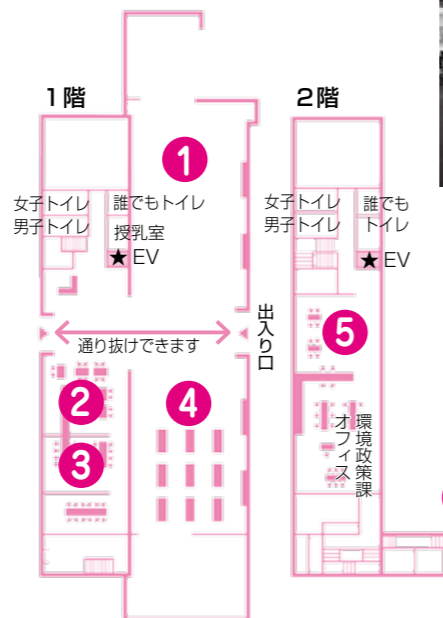 1階
1
女子トイレ
男子トイレ
誰でもトイレ
授乳室
★EV
出入り口
通り抜けできます
2
3
4
2階
女子トイレ
男子トイレ
誰でも
トイレ
★EV
5
環境政策課
オフィス